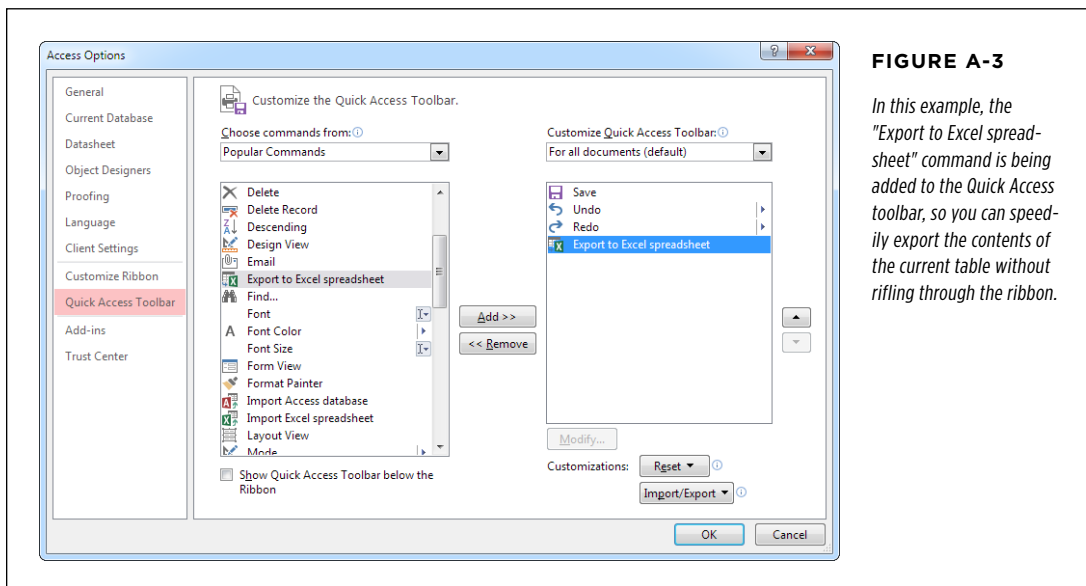 Access Options
General
Current Database
Datasheet
Object Designers
Proofing
Language
Client Settings
Customize Ribbon
Quick Access Toolbar
Add-ins
Trust Center
Customize the Quick Access Toolbar.
Choose commands from:
Popular Commands
Delete
Delete Record
Descending
Design View
Email
Export to Excel spreadsheet
Find...
Font
Font Color
Font Size
Form View
Format Painter
Import Access database
Import Excel spreadsheet
Layout View
Mode
Show Quick Access Toolbar below the
Ribbon
Add >>
<< Remove
Customize Quick Access Toolbar:
For all documents (default)
Save
Undo
Redo
Export to Excel spreadsheet
Modify...
Customizations:
Reset
Import/Export
OK
Cancel
FIGURE A-3
In this example, the
"Export to Excel spread-
sheet" command is being
added to the Quick Access
toolbar, so you can speed-
ily export the contents of
the current table without
rifling through the ribbon.